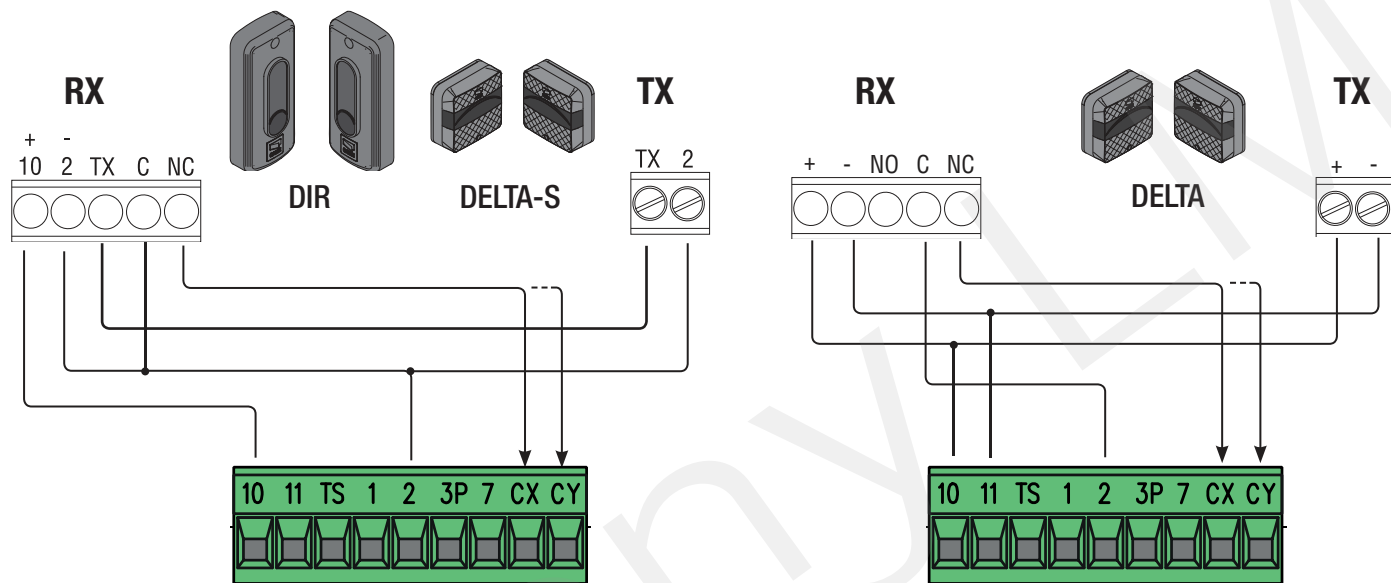 RX
TX
+ -
10 2 TX C NC
TX 2
DIR
DELTA-S
10 11 TS 1 2 3P 7 CX CY
RX
TX
+ - NO C NC
+ -
DELTA
10 11 TS 1 2 3P 7 CX CY